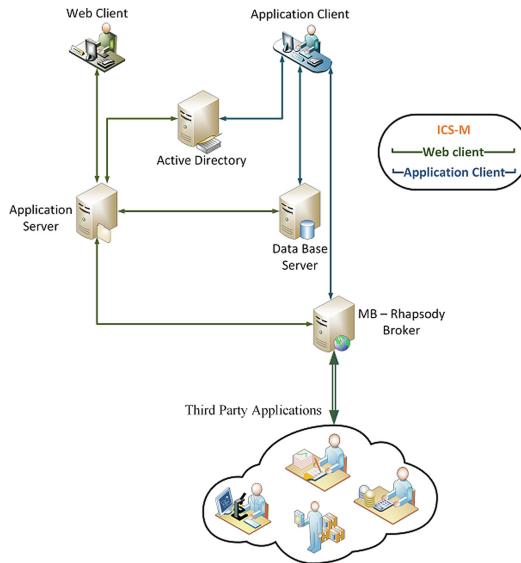 Web Client
Application Client
Active Directory
ICS-M
Web client
Application Client
Application
Server
Data Base
Server
MB – Rhapsody
Broker
Third Party Applications